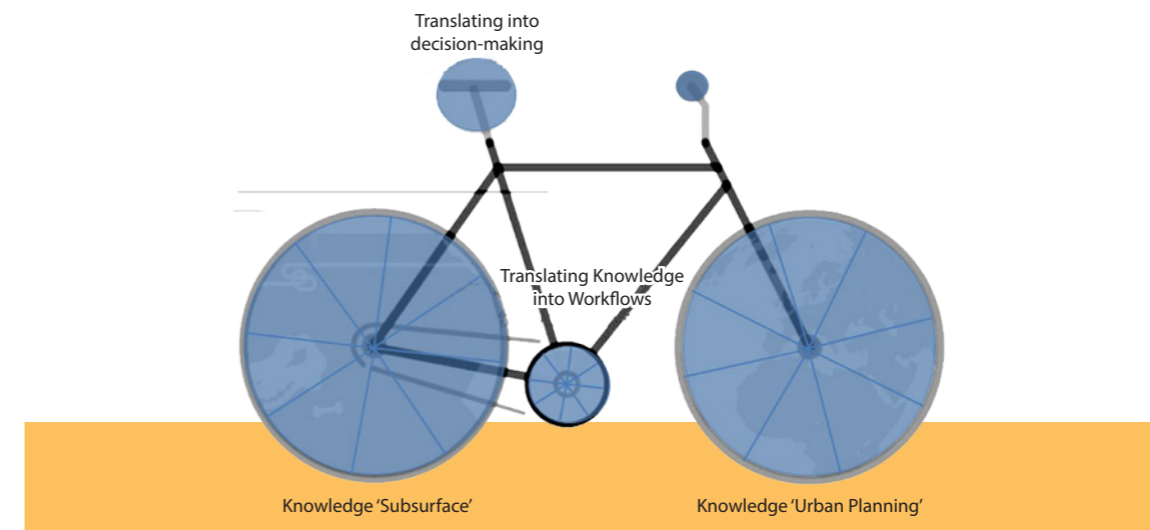 Translating into
decision-making
Translating Knowledge
into Workflows
Knowledge ‘Subsurface’
Knowledge ‘Urban Planning’